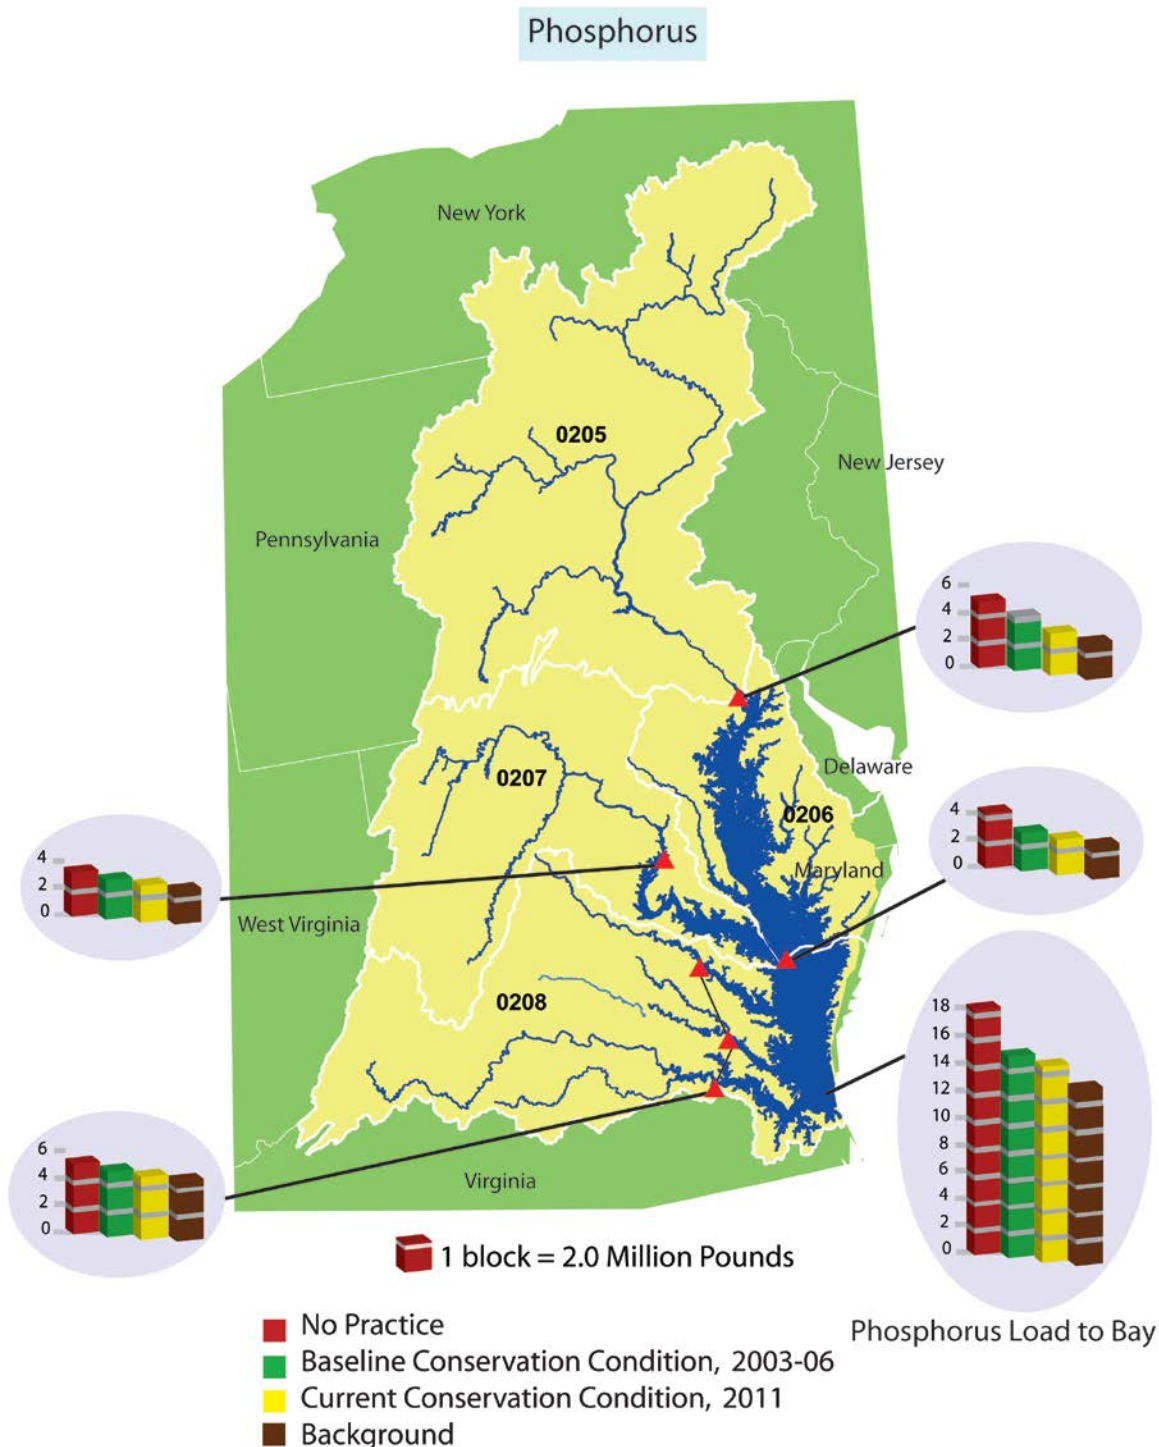 Phosphorus
New York
0205
New Jersey
Pennsylvania
6
4
2
0
0207
Delaware
0206
4
2
0
Maryland
4
2
0
West Virginia
0208
18
16
14
12
10
8
6
4
2
0
6
4
2
0
Virginia
1 block = 2.0 Million Pounds
Phosphorus Load to Bay
No Practice
Baseline Conservation Condition, 2003-06
Current Conservation Condition, 2011
Background